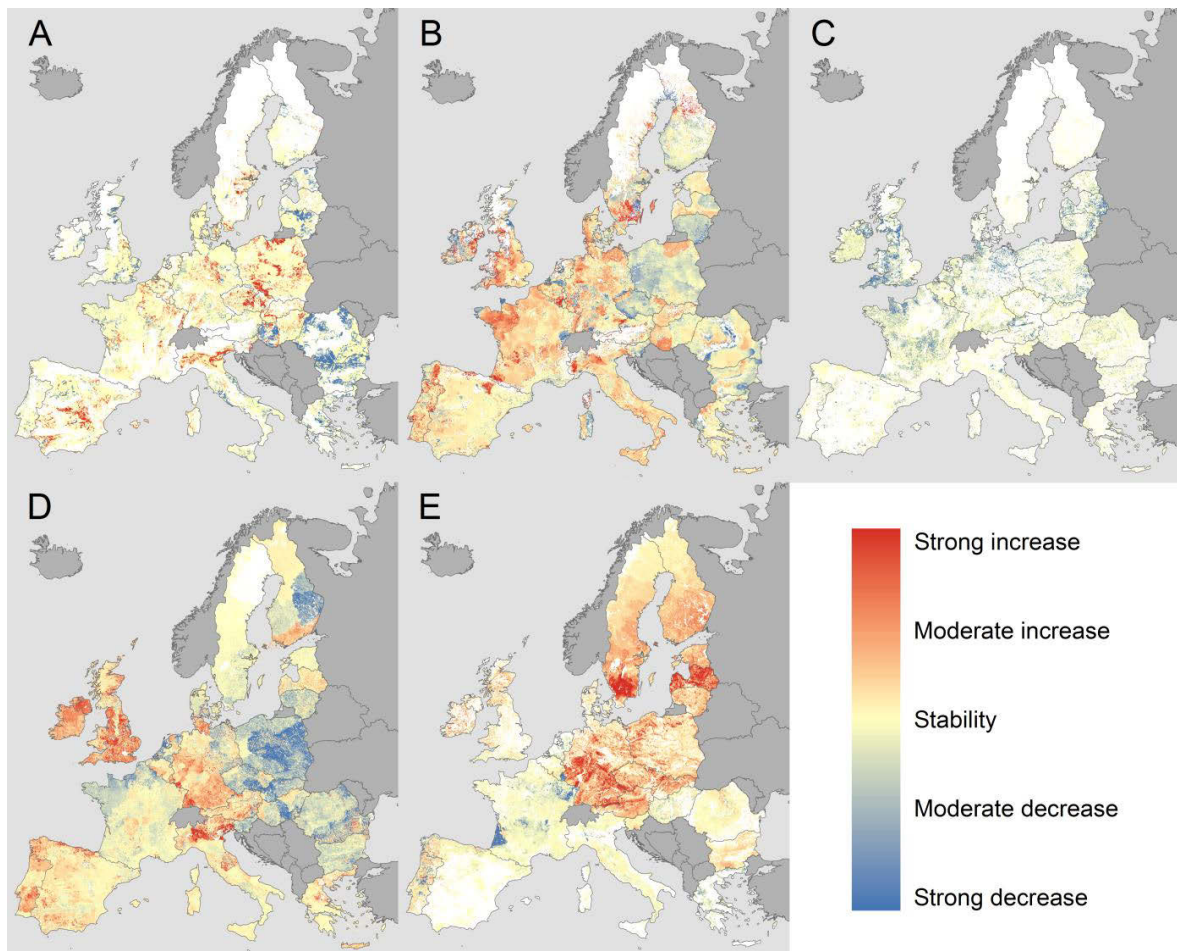 A
B
C
D
E
Strong increase
Moderate increase
Stability
Moderate decrease
Strong decrease